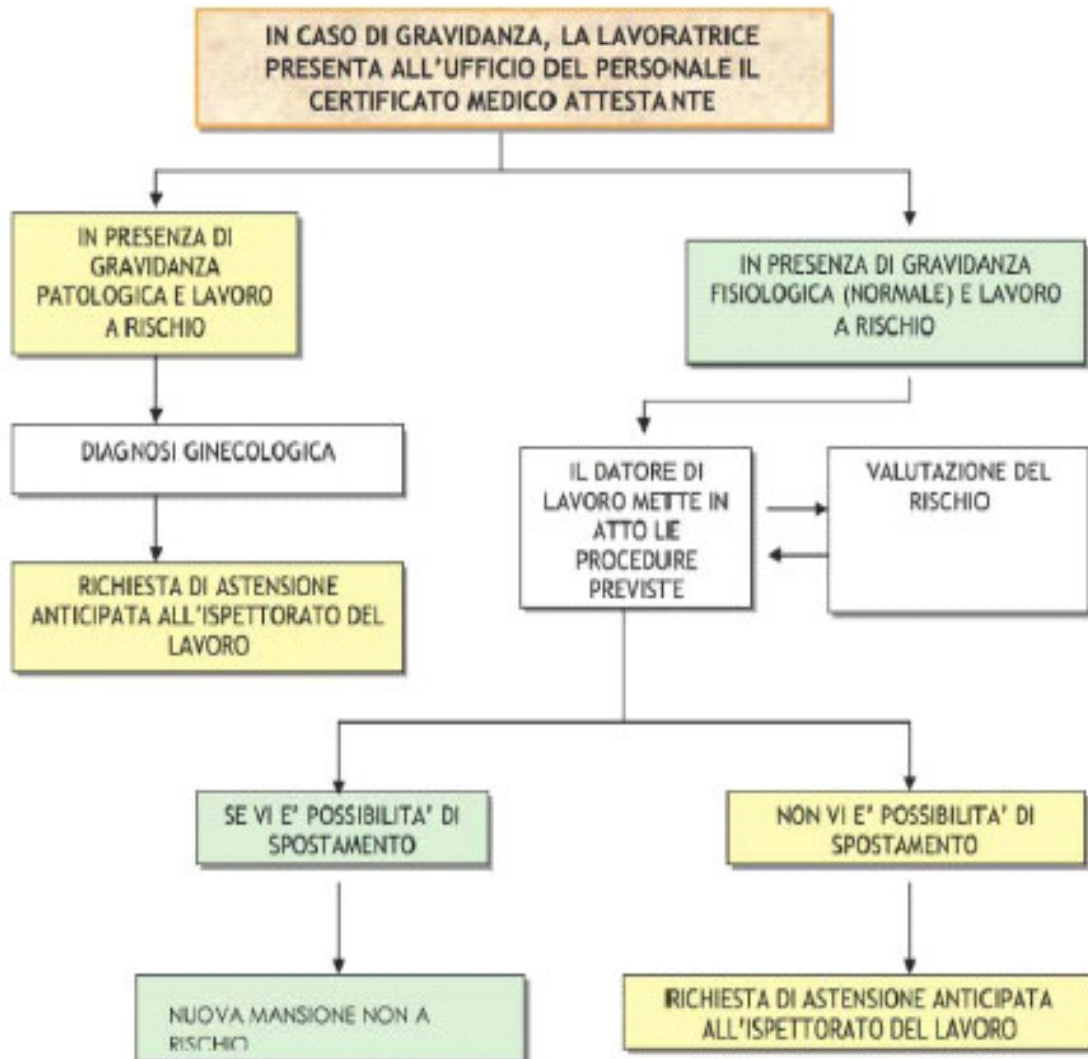 IN CASO DI GRAVIDANZA, LA LAVORATRICE
PRESENTA ALL'UFFICIO DEL PERSONALE IL
CERTIFICATO MEDICO ATTESTANTE
IN PRESENZA DI
GRAVIDANZA
PATOLOGICA E LAVORO
A RISCHIO
IN PRESENZA DI GRAVIDANZA
FISIOLOGICA (NORMALE) E LAVORO
A RISCHIO
DIAGNOSI GINECOLOGICA
IL DATORE DI
LAVORO METTE IN
ATTO LE
PROCEDURE
PREVISTE
VALUTAZIONE DEL
RISCHIO
RICHIESTA DI ASTENSIONE
ANTICIPATA ALL'ISPETTORATO DEL
LAVORO
SE VI E' POSSIBILITA' DI
SPOSTAMENTO
NON VI E' POSSIBILITA' DI
SPOSTAMENTO
NUOVA MANSIONE NON A
RISCHIO
RICHIESTA DI ASTENSIONE ANTICIPATA
ALL'ISPETTORATO DEL LAVORO